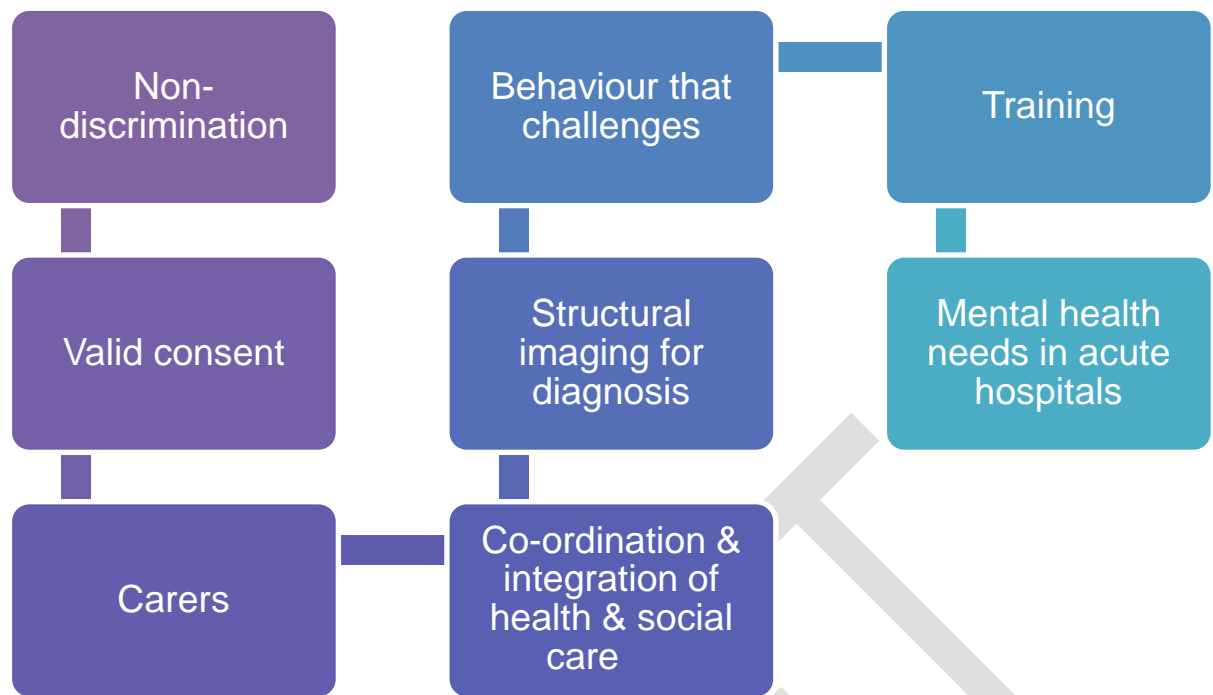 Non-
discrimination
Valid consent
Carers
Co-ordination &
integration of
health & social
care
Structural
imaging for
diagnosis
Behaviour that
challenges
Training
Mental health
needs in acute
hospitals